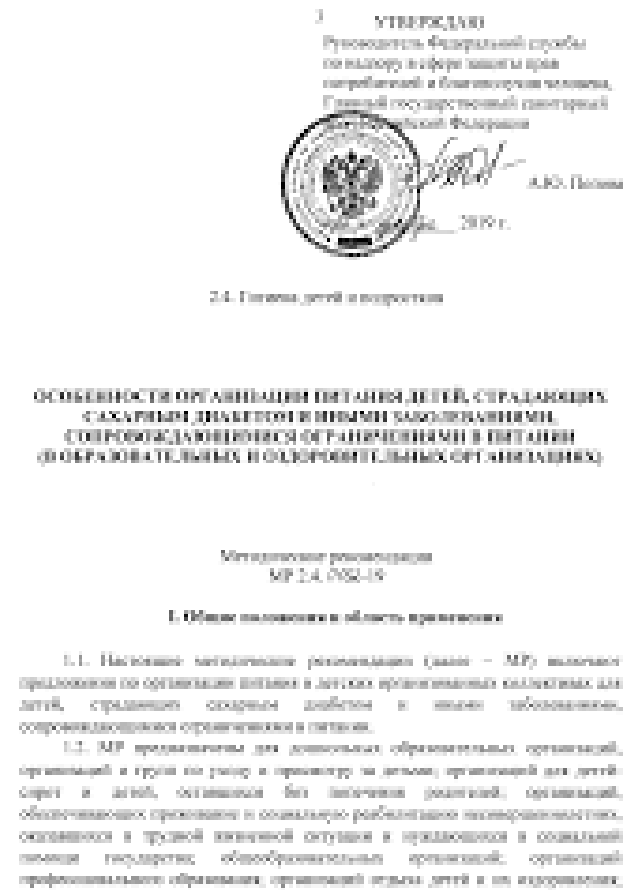 3
УТВЕРЖДАЮ
Руководитель Федеральной службы
по надзору в сфере защиты прав
потребителей и благополучия человека,
Главный государственный санитарный
Российской Федерации
А.Ю. Попова
2019 г.
2.4. Гигиена детей и подростков
ОСОБЕННОСТИ ОРГАНИЗАЦИИ ПИТАНИЯ ДЕТЕЙ, СТРАДАЮЩИХ
САХАРНЫМ ДИАБЕТОМ И ИНЫМИ ЗАБОЛЕВАНИЯМИ,
СОПРОВОЖДАЮЩИМИСЯ ОГРАНИЧЕНИЯМИ В ПИТАНИИ
(В ОБРАЗОВАТЕЛЬНЫХ И ОЗДОРОВИТЕЛЬНЫХ ОРГАНИЗАЦИЯХ)
Методические рекомендации
МР 2.4.
I. Общие положения и область применения
1.1. Настоящие методические рекомендации (далее – МР) включают
предложения по организации питания в детских организованных коллективах для
детей, страдающих сахарным диабетом и иными заболеваниями,
сопровождающимися ограничениями в питании.
1.2. МР предназначены для дошкольных образовательных организаций,
организаций и групп по уходу и присмотру за детьми; организаций для детей-
сирот и детей, оставшихся без попечения родителей; организаций,
обеспечивающих проживание и социальную реабилитацию несовершеннолетних,
оказавшихся в трудной жизненной ситуации и нуждающихся в социальной
помощи государства; общеобразовательных организаций; организаций
профессионального образования; организаций отдыха детей и их оздоровления,